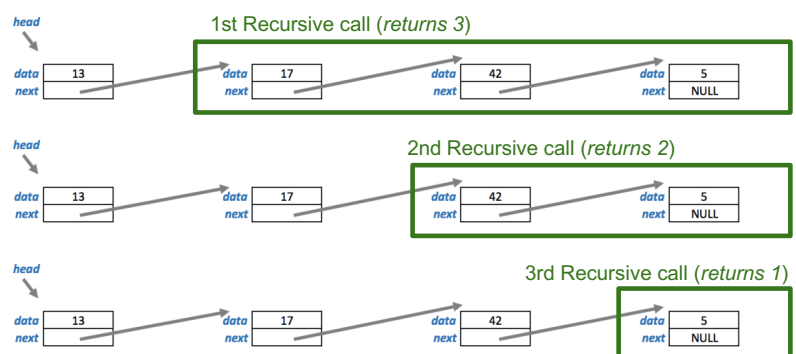 head 1st Recursive call (returns 3)
data 13 data 17 data 42 data 5
next next next next NULL
head 2nd Recursive call (returns 2)
data 13 data 17 data 42 data 5
next next next next NULL
head 3rd Recursive call (returns 1)
data 13 data 17 data 42 data 5
next next next next NULL